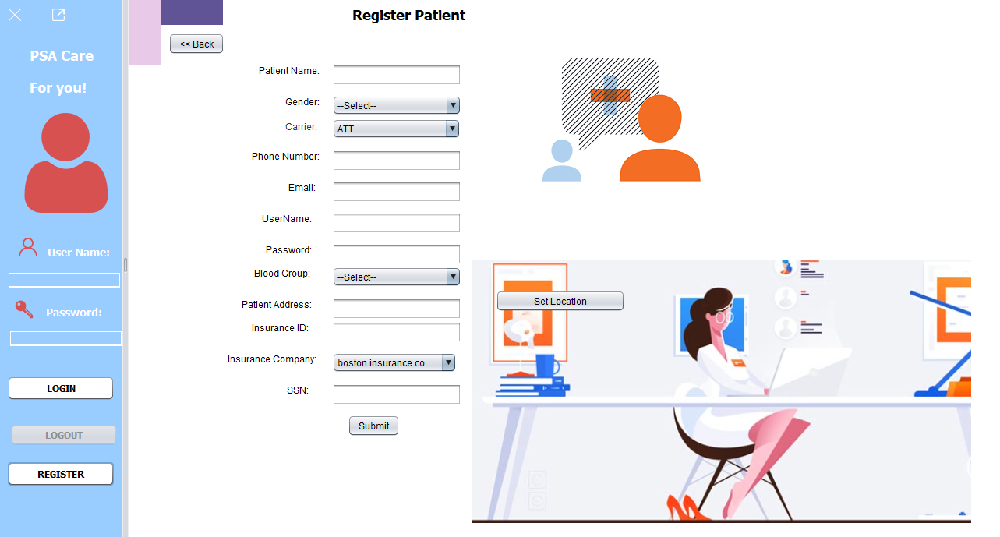 PSA Care
For you!
User Name:
Password:
LOGIN
LOGOUT
REGISTER
Register Patient
<< Back
Patient Name:
Gender: --Select--
Carrier: ATT
Phone Number:
Email:
UserName:
Password:
Blood Group: --Select--
Patient Address:
Set Location
Insurance ID:
Insurance Company: boston insurance co...
SSN:
Submit